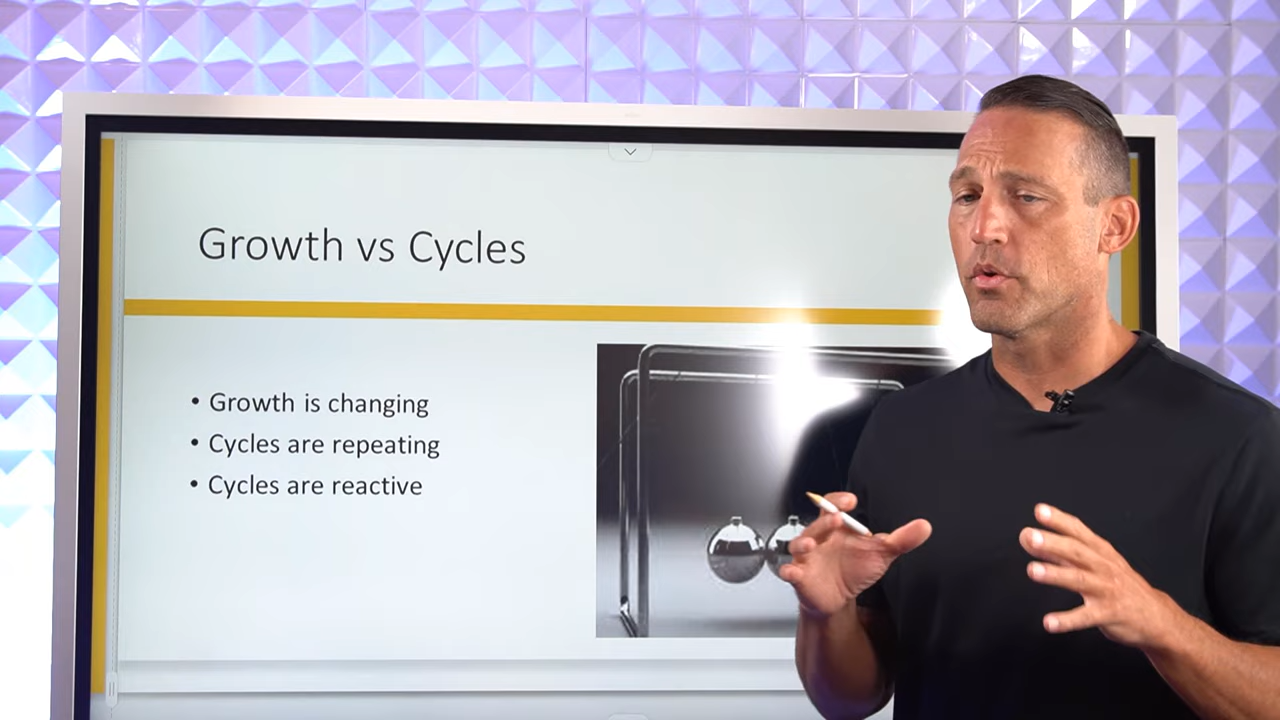 Growth vs Cycles
• Growth is changing
• Cycles are repeating
• Cycles are reactive